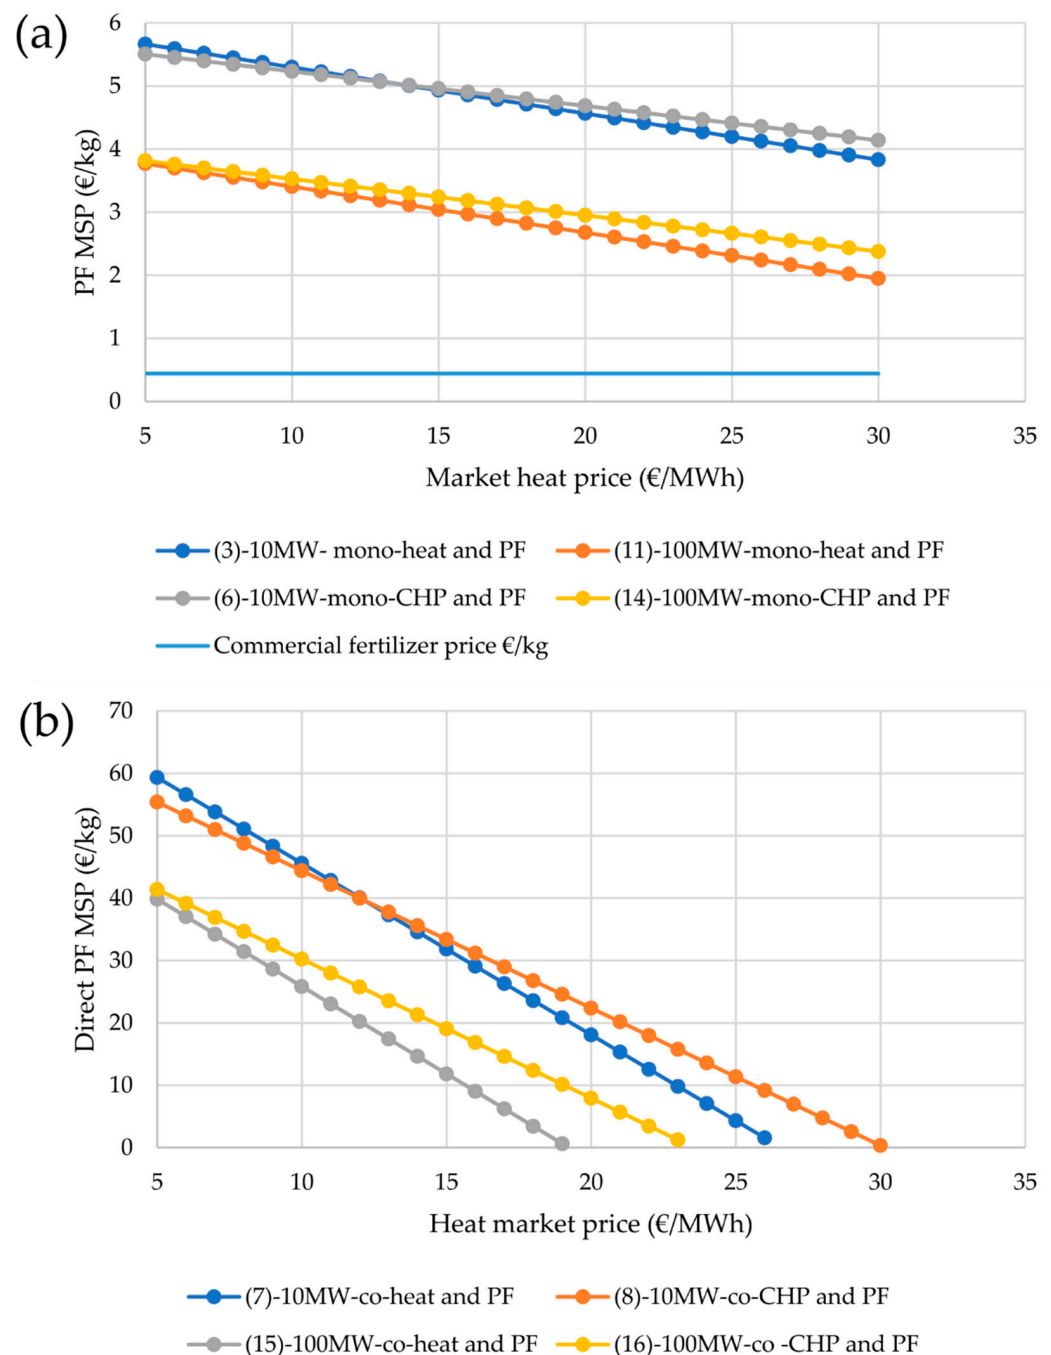 (a)
6
5
4
3
2
1
0
PF MSP (€/kg)
5 10 15 20 25 30 35
Market heat price (€/MWh)
(3)-10MW- mono-heat and PF (11)-100MW-mono-heat and PF
(6)-10MW-mono-CHP and PF (14)-100MW-mono-CHP and PF
Commercial fertilizer price €/kg
(b)
70
60
50
40
30
20
10
0
Direct PF MSP (€/kg)
5 10 15 20 25 30 35
Heat market price (€/MWh)
(7)-10MW-co-heat and PF (8)-10MW-co-CHP and PF
(15)-100MW-co-heat and PF (16)-100MW-co -CHP and PF